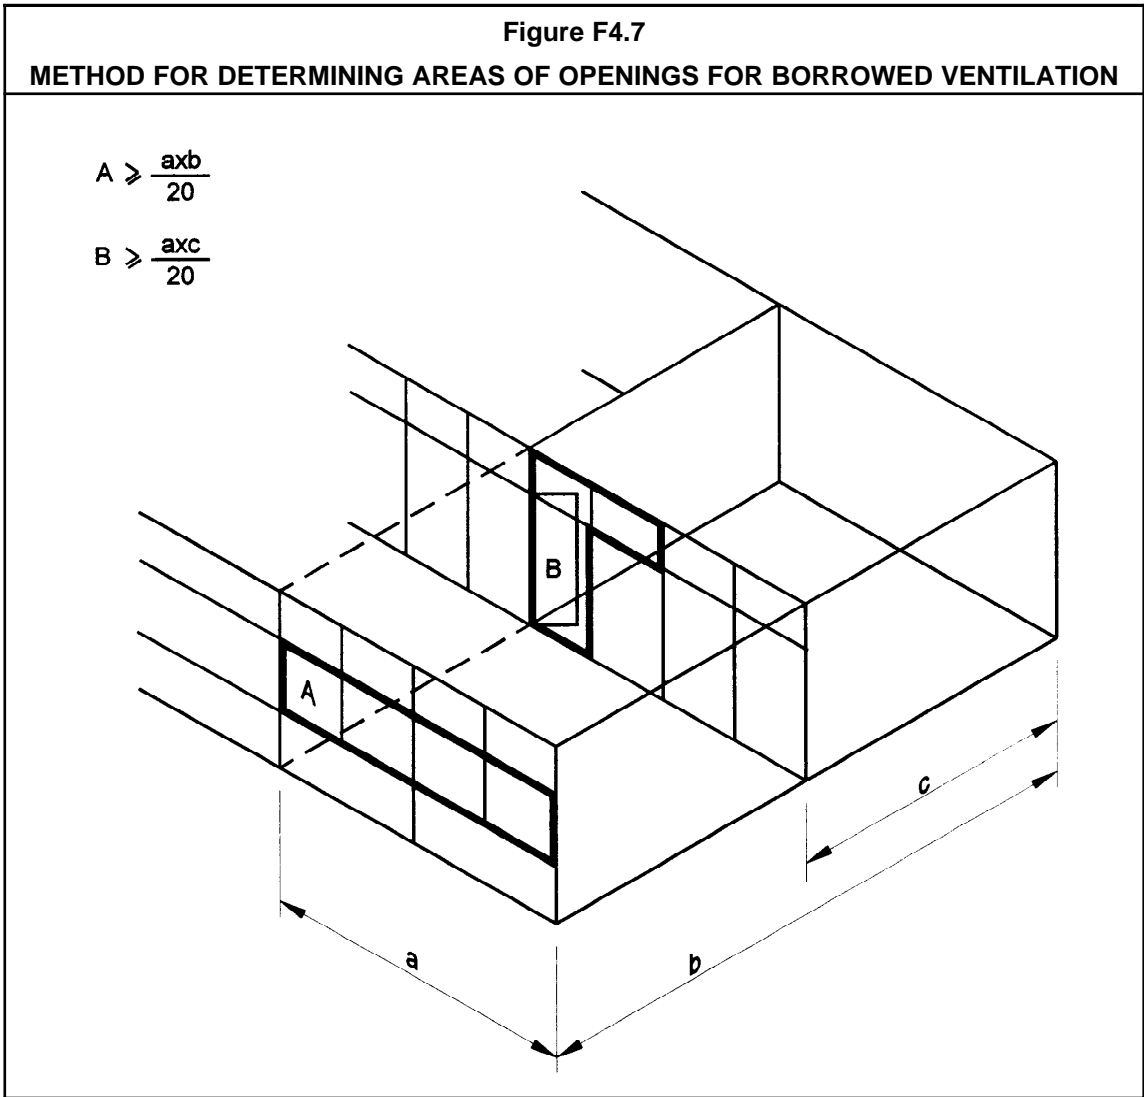 Figure F4.7
METHOD FOR DETERMINING AREAS OF OPENINGS FOR BORROWED VENTILATION
A ⩾ axb
20
B ⩾ axc
20
B
A
c
a
b